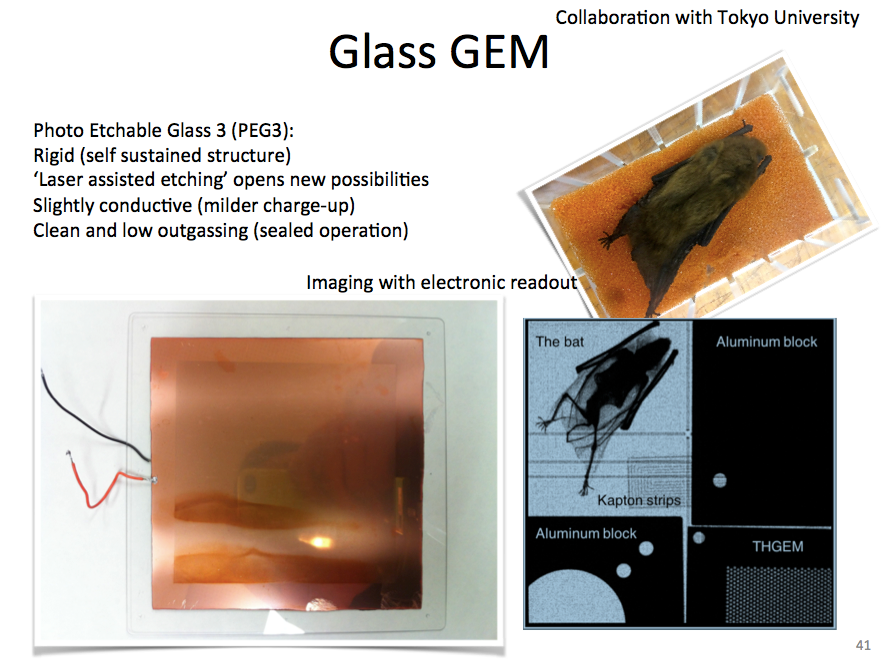 Collaboration with Tokyo University
Glass GEM
Photo Etchable Glass 3 (PEG3):
Rigid (self sustained structure)
‘Laser assisted etching’ opens new possibilities
Slightly conductive (milder charge-up)
Clean and low outgassing (sealed operation)
Imaging with electronic readout
The bat
Aluminum block
Kapton strips
Aluminum block
THGEM
41